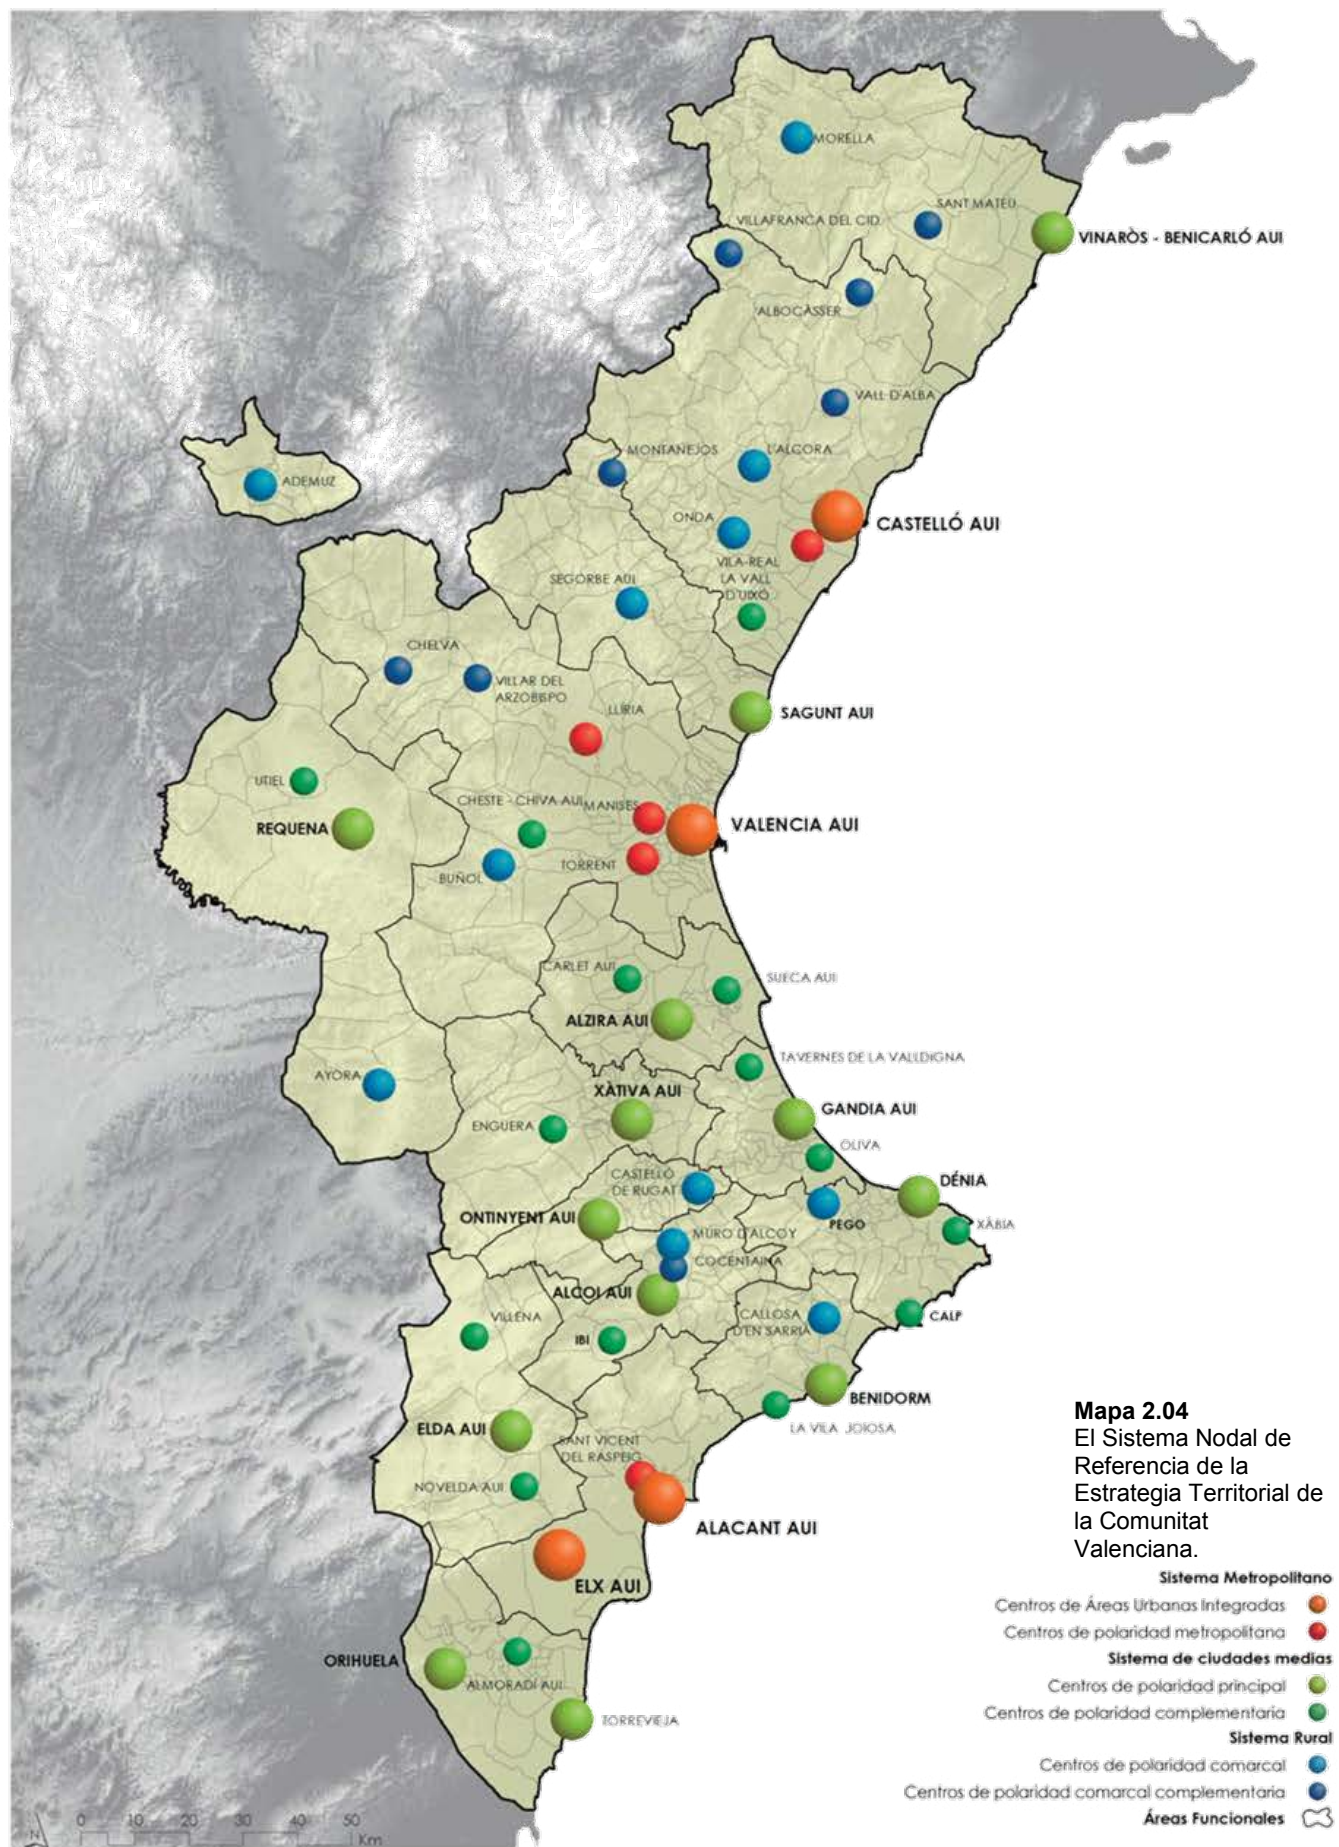 MORELLA
SANT MATEU
VILLAFRANCA DEL CID
VINARÒS - BENICARLÓ AUI
ALBOCÀSSER
VALL D'ALBA
MONTANEJOS
L'ALCORA
ADEMUZ
ONDA
CASTELLÓ AUI
VILA-REAL
LA VALL
D'UIXÓ
SEGORBE AUI
CHELVA
VILLAR DEL
ARZOBISPO
LLÍRIA
SAGUNT AUI
UTIEL
CHESTE - CHIVA AUI
MANISES
REQUENA
VALENCIA AUI
BUÑOL
TORRENT
CARLET AUI
SUECA AUI
ALZIRA AUI
TAVERNES DE LA VALLDIGNA
AYORA
XÀTIVA AUI
GANDIA AUI
ENGUERA
OLIVA
CASTELLÓ
DE RUGAT
DÉNIA
ONTINYENT AUI
PEGO
XÀBIA
MURO D'ALCOY
COCENTAINA
ALCOI AUI
VILLENA
IBI
CALLOSA
D'EN SARRIÀ
CALP
BENIDORM
LA VILA JOIOSA
ELDA AUI
SANT VICENT
DEL RASPEIG
NOVELDA AUI
ALACANT AUI
ELX AUI
ORIHUELA
ALMORADÍ AUI
TORREVIEJA
Mapa 2.04
El Sistema Nodal de
Referencia de la
Estrategia Territorial de
la Comunitat
Valenciana.
Sistema Metropolitano
Centros de Áreas Urbanas Integradas
Centros de polaridad metropolitana
Sistema de ciudades medias
Centros de polaridad principal
Centros de polaridad complementaria
Sistema Rural
Centros de polaridad comarcal
Centros de polaridad comarcal complementaria
Áreas Funcionales
N
0 10 20 30 40 50
Km